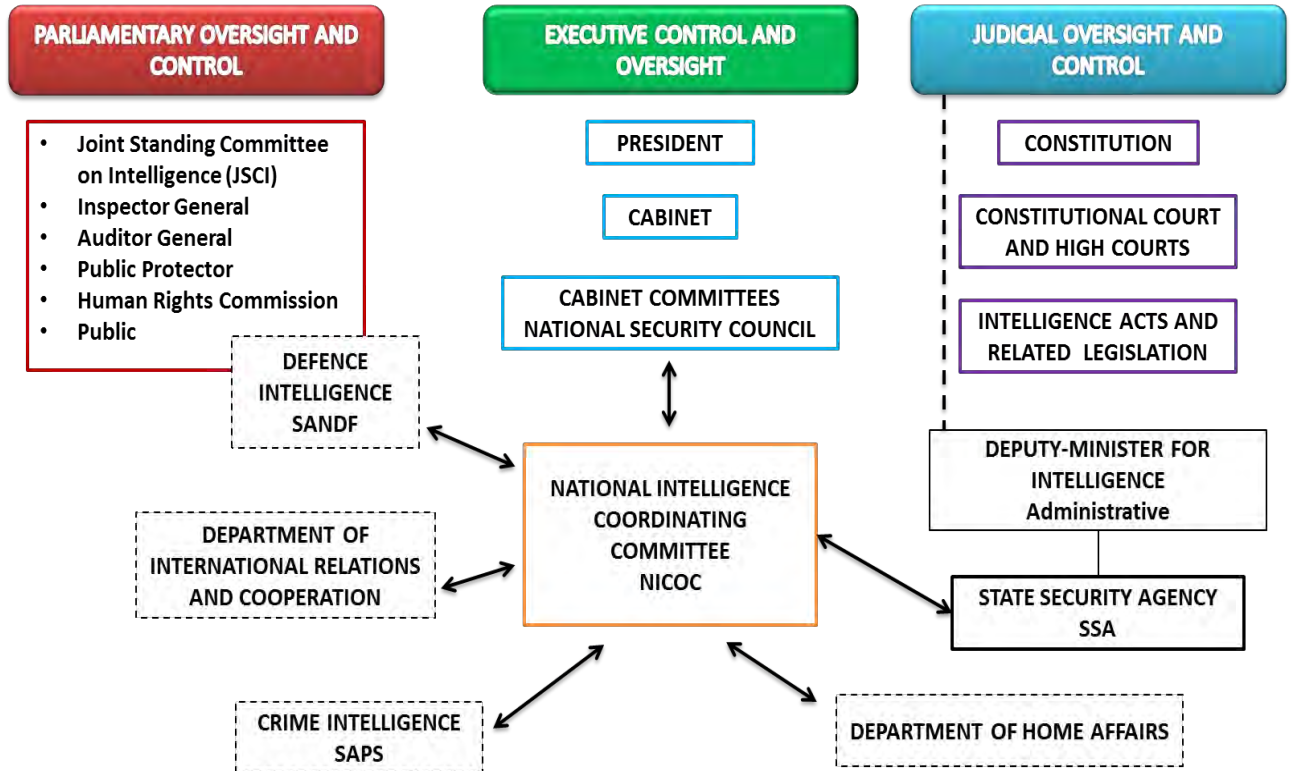 PARLIAMENTARY OVERSIGHT AND
CONTROL
EXECUTIVE CONTROL AND
OVERSIGHT
JUDICIAL OVERSIGHT AND
CONTROL
• Joint Standing Committee
on Intelligence (JSCI)
• Inspector General
• Auditor General
• Public Protector
• Human Rights Commission
• Public
PRESIDENT
CABINET
CABINET COMMITTEES
NATIONAL SECURITY COUNCIL
CONSTITUTION
CONSTITUTIONAL COURT
AND HIGH COURTS
INTELLIGENCE ACTS AND
RELATED LEGISLATION
DEFENCE
INTELLIGENCE
SANDF
DEPARTMENT OF
INTERNATIONAL RELATIONS
AND COOPERATION
NATIONAL INTELLIGENCE
COORDINATING
COMMITTEE
NICOC
DEPUTY-MINISTER FOR
INTELLIGENCE
Administrative
STATE SECURITY AGENCY
SSA
CRIME INTELLIGENCE
SAPS
DEPARTMENT OF HOME AFFAIRS